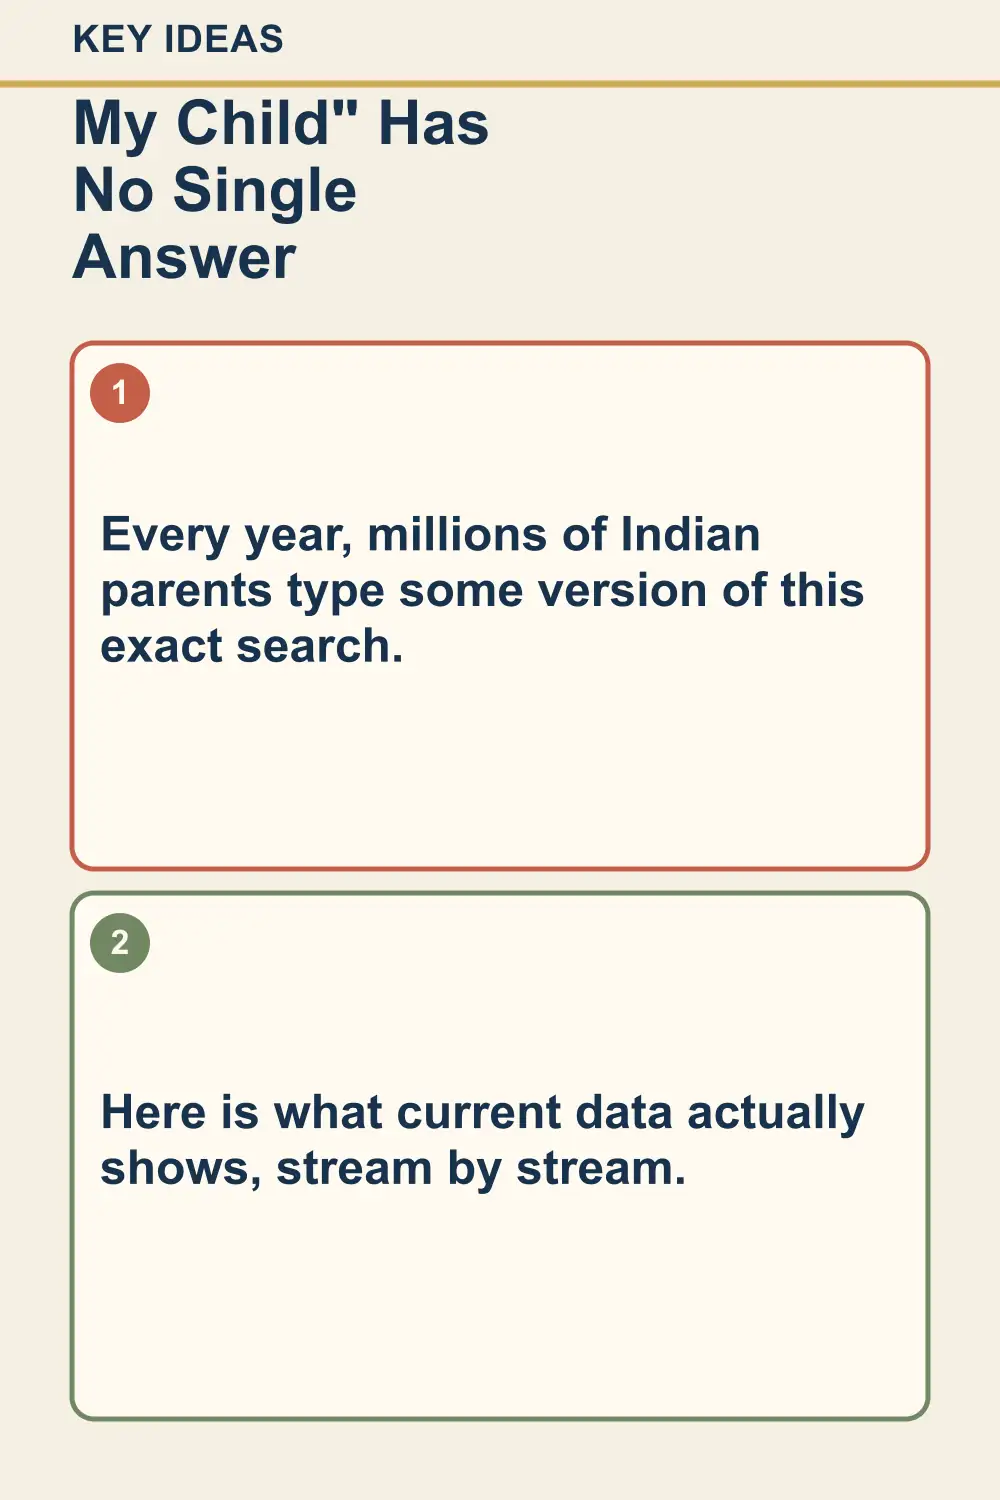 KEY IDEAS
My Child" Has
No Single
Answer
1
Every year, millions of Indian
parents type some version of this
exact search.
2
Here is what current data actually
shows, stream by stream.